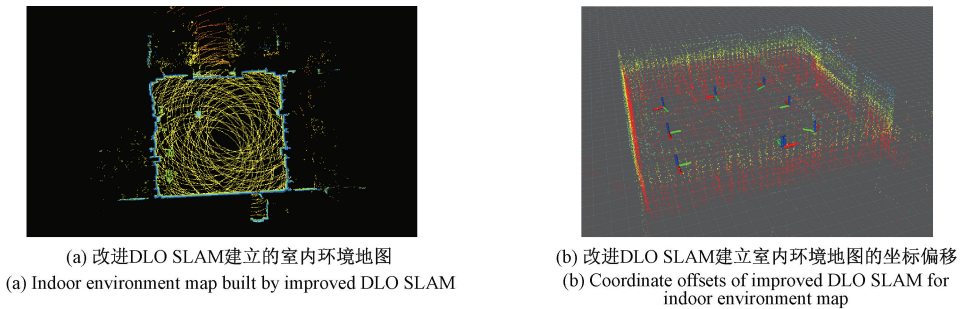 (a) 改进DLO SLAM建立的室内环境地图
(a) Indoor environment map built by improved DLO SLAM
(b) 改进DLO SLAM建立室内环境地图的坐标偏移
(b) Coordinate offsets of improved DLO SLAM for
indoor environment map